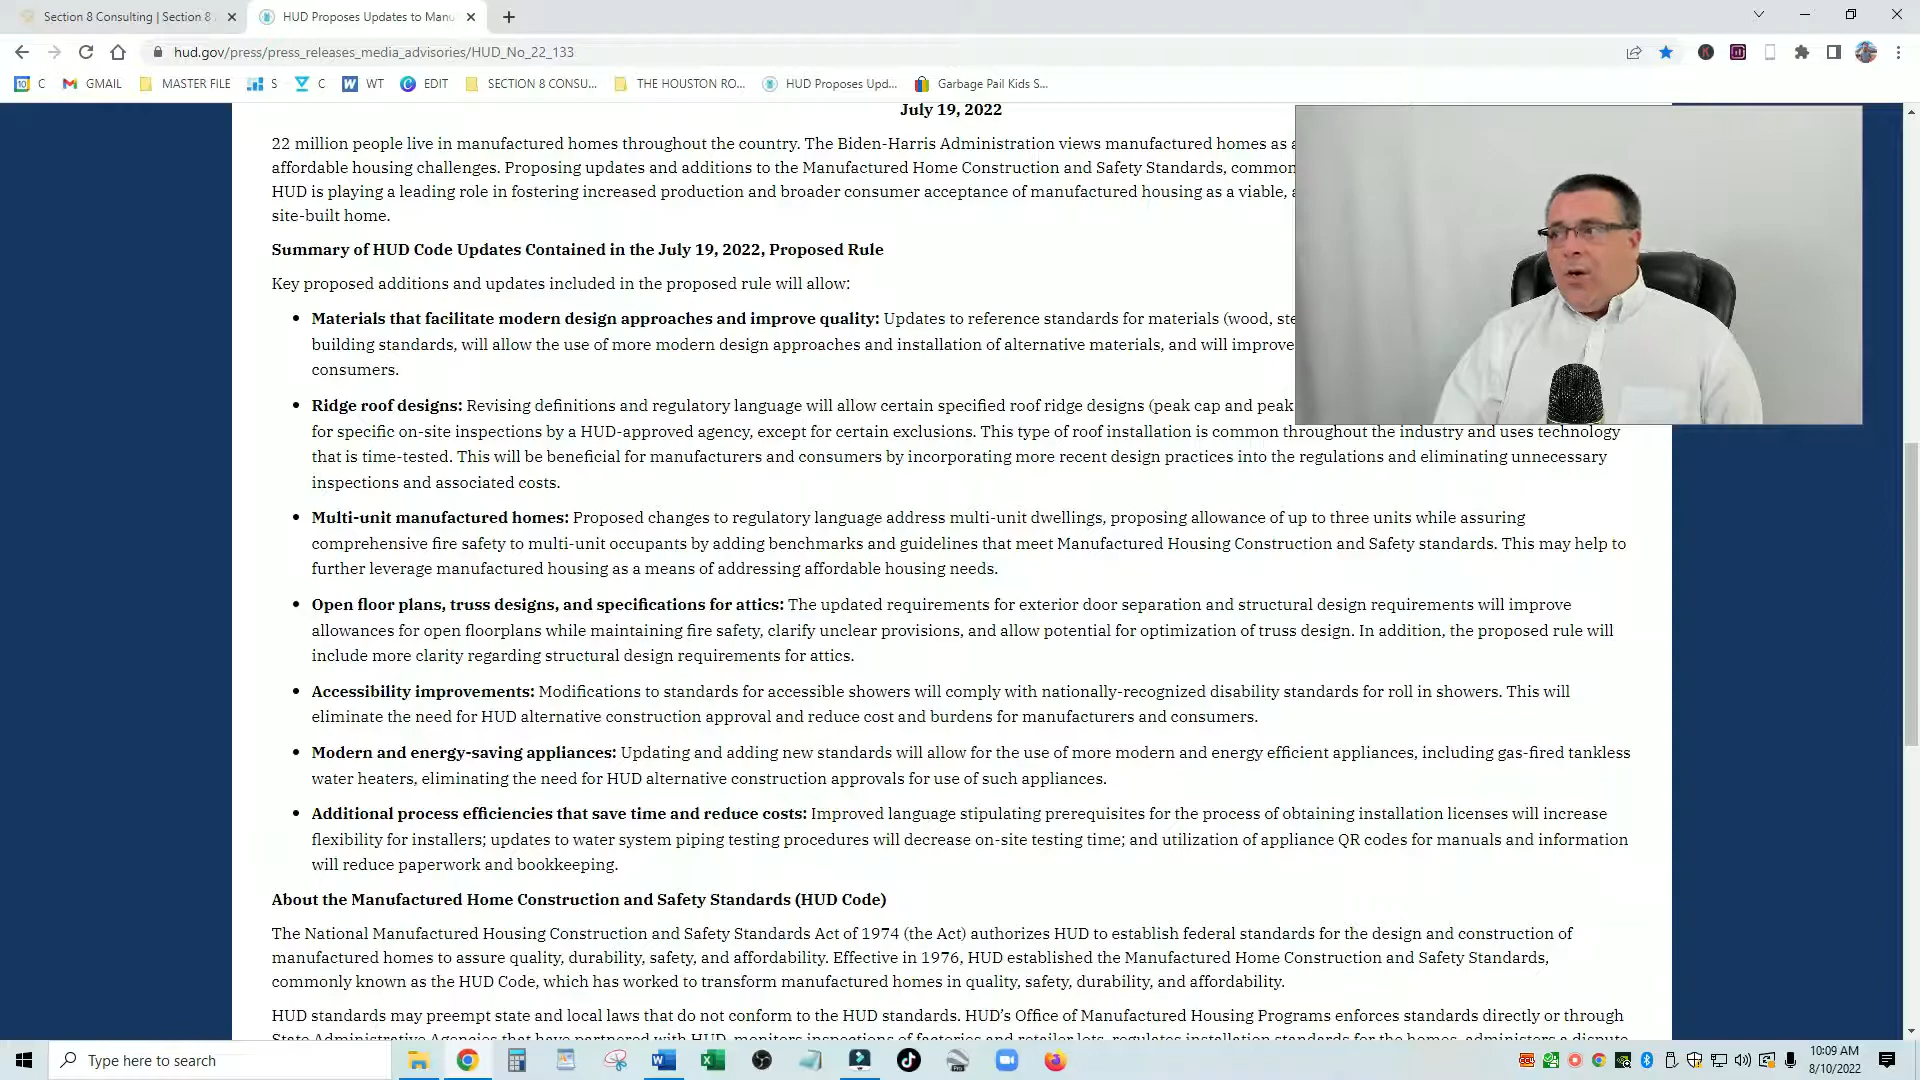 Section 8 Consulting | Section 8
HUD Proposes Updates to Manu
hud.gov/press/press_releases_media_advisories/HUD_No_22_133
C GMAIL MASTER FILE S C WT EDIT SECTION 8 CONSU... THE HOUSTON RO... HUD Proposes Upd... Garbage Pail Kids S...
July 19, 2022
22 million people live in manufactured homes throughout the country. The Biden-Harris Administration views manufactured homes as
affordable housing challenges. Proposing updates and additions to the Manufactured Home Construction and Safety Standards, common
HUD is playing a leading role in fostering increased production and broader consumer acceptance of manufactured housing as a viable,
site-built home.
Summary of HUD Code Updates Contained in the July 19, 2022, Proposed Rule
Key proposed additions and updates included in the proposed rule will allow:
• Materials that facilitate modern design approaches and improve quality: Updates to reference standards for materials (wood, ste
building standards, will allow the use of more modern design approaches and installation of alternative materials, and will improve
consumers.
• Ridge roof designs: Revising definitions and regulatory language will allow certain specified roof ridge designs (peak cap and peak
for specific on-site inspections by a HUD-approved agency, except for certain exclusions. This type of roof installation is common throughout the industry and uses technology
that is time-tested. This will be beneficial for manufacturers and consumers by incorporating more recent design practices into the regulations and eliminating unnecessary
inspections and associated costs.
• Multi-unit manufactured homes: Proposed changes to regulatory language address multi-unit dwellings, proposing allowance of up to three units while assuring
comprehensive fire safety to multi-unit occupants by adding benchmarks and guidelines that meet Manufactured Housing Construction and Safety standards. This may help to
further leverage manufactured housing as a means of addressing affordable housing needs.
• Open floor plans, truss designs, and specifications for attics: The updated requirements for exterior door separation and structural design requirements will improve
allowances for open floorplans while maintaining fire safety, clarify unclear provisions, and allow potential for optimization of truss design. In addition, the proposed rule will
include more clarity regarding structural design requirements for attics.
• Accessibility improvements: Modifications to standards for accessible showers will comply with nationally-recognized disability standards for roll in showers. This will
eliminate the need for HUD alternative construction approval and reduce cost and burdens for manufacturers and consumers.
• Modern and energy-saving appliances: Updating and adding new standards will allow for the use of more modern and energy efficient appliances, including gas-fired tankless
water heaters, eliminating the need for HUD alternative construction approvals for use of such appliances.
• Additional process efficiencies that save time and reduce costs: Improved language stipulating prerequisites for the process of obtaining installation licenses will increase
flexibility for installers; updates to water system piping testing procedures will decrease on-site testing time; and utilization of appliance QR codes for manuals and information
will reduce paperwork and bookkeeping.
About the Manufactured Home Construction and Safety Standards (HUD Code)
The National Manufactured Housing Construction and Safety Standards Act of 1974 (the Act) authorizes HUD to establish federal standards for the design and construction of
manufactured homes to assure quality, durability, safety, and affordability. Effective in 1976, HUD established the Manufactured Home Construction and Safety Standards,
commonly known as the HUD Code, which has worked to transform manufactured homes in quality, safety, durability, and affordability.
HUD standards may preempt state and local laws that do not conform to the HUD standards. HUD's Office of Manufactured Housing Programs enforces standards directly or through
State Administrative Agencies that have partnered with HUD, monitors inspections of factories and retailer lots, regulates installation standards for the homes, administers a dispute
Type here to search
10:09 AM
8/10/2022